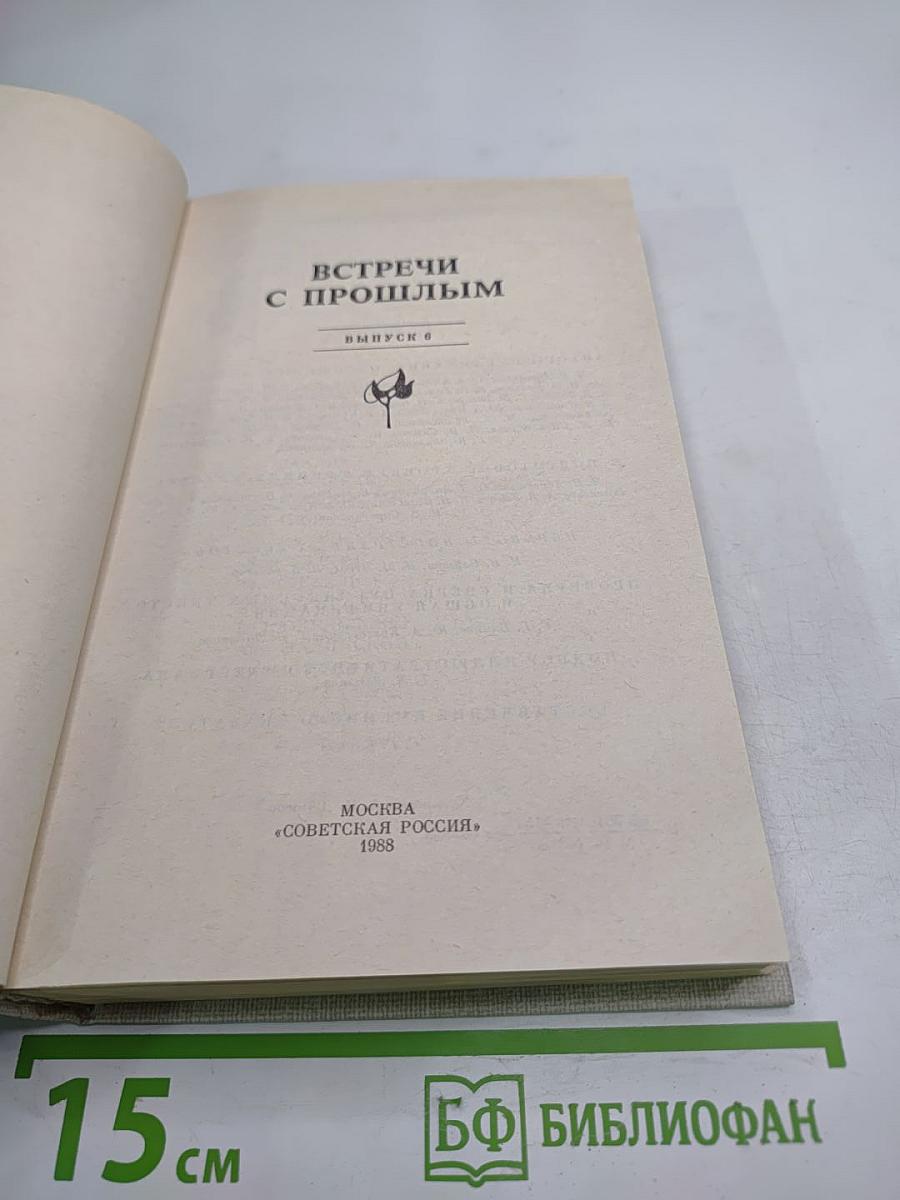 ВСТРЕЧИ
С ПРОШЛЫМ
ВЫПУСК 6
МОСКВА
«СОВЕТСКАЯ РОССИЯ»
1988
15 см
БФ БИБЛИОФАН